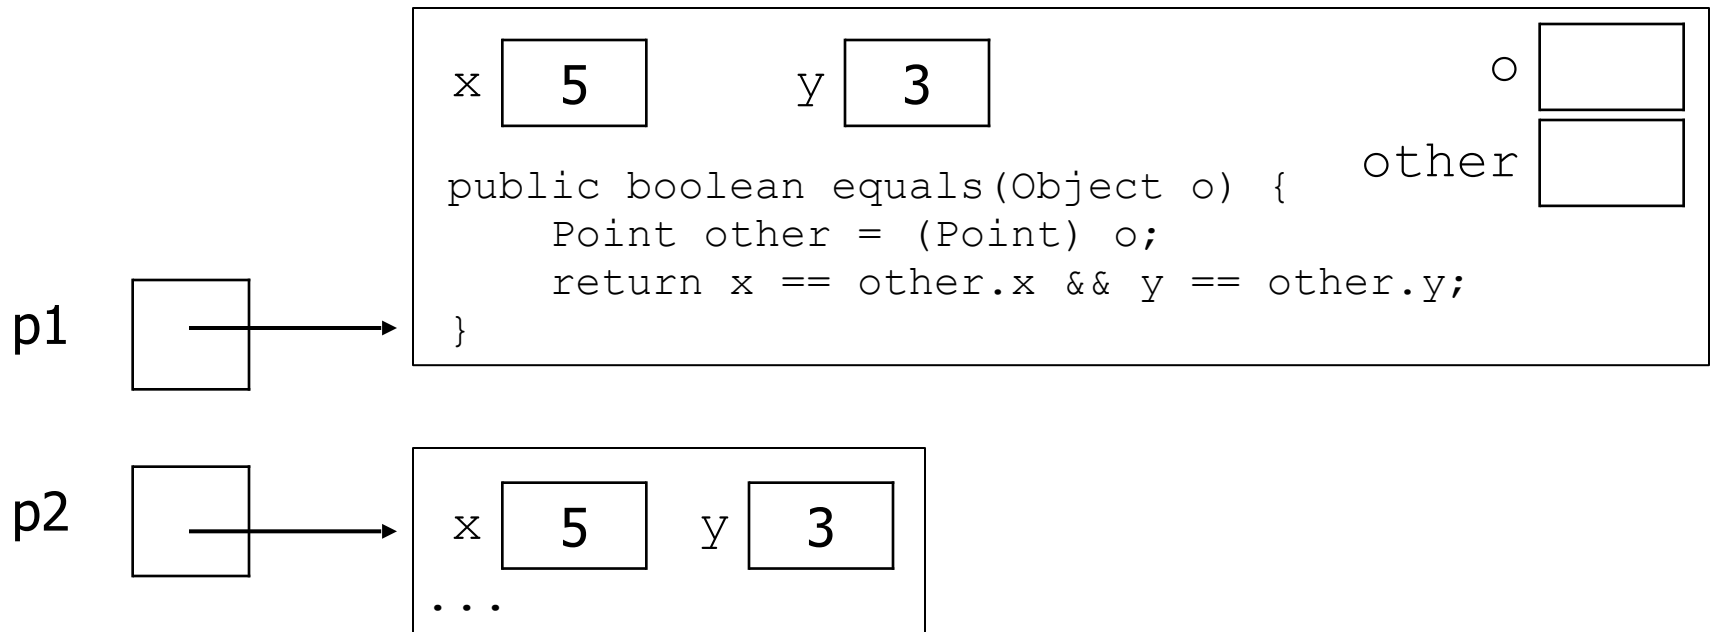 x 5 y 3 o
other
public boolean equals(Object o) {
    Point other = (Point) o;
    return x == other.x && y == other.y;
}
p1
p2
x 5 y 3
...